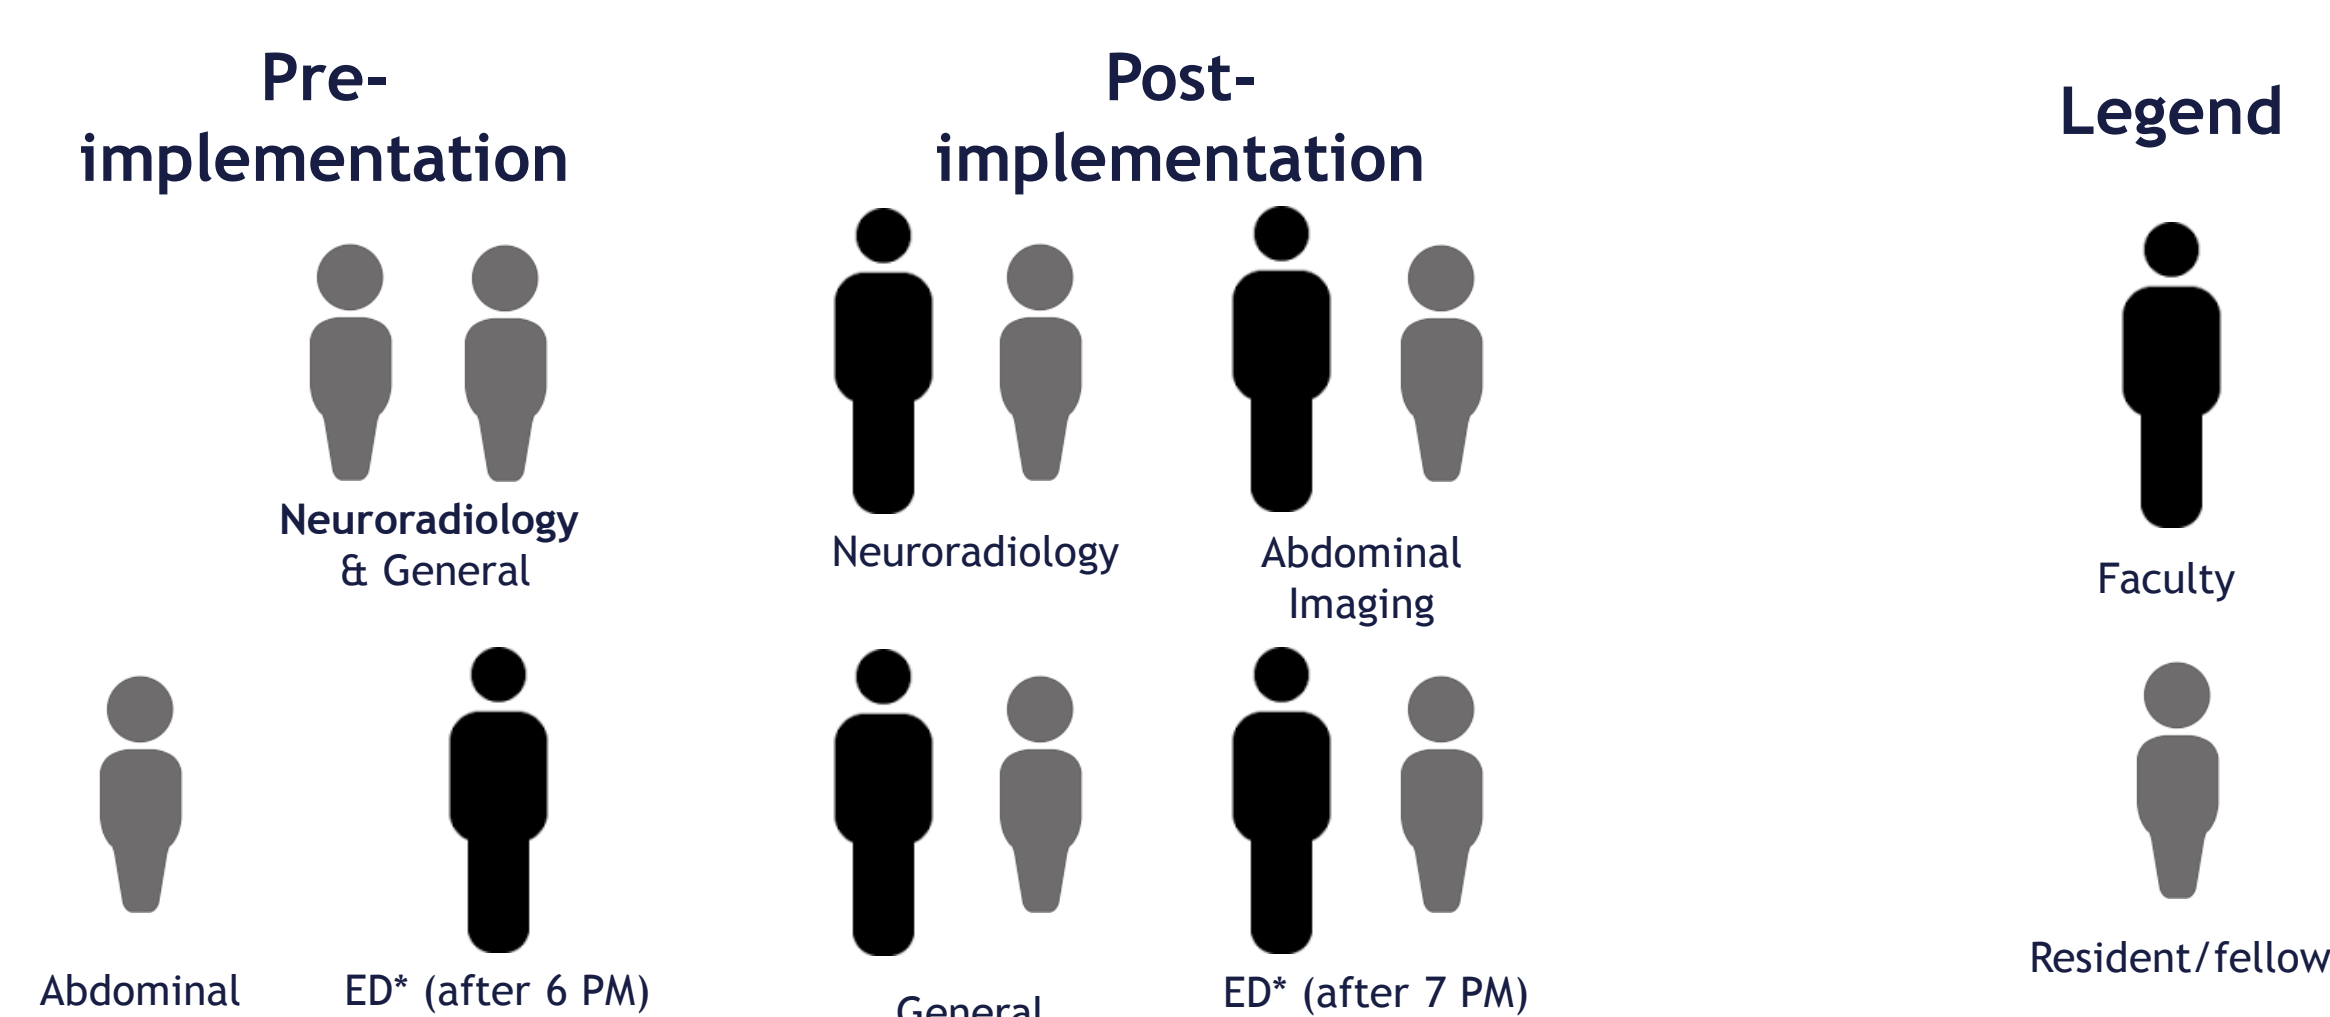 Pre-
implementation
Post-
implementation
Legend
Neuroradiology
& General
Neuroradiology
Abdominal
Imaging
Faculty
Abdominal
ED* (after 6 PM)
General
ED* (after 7 PM)
Resident/fellow